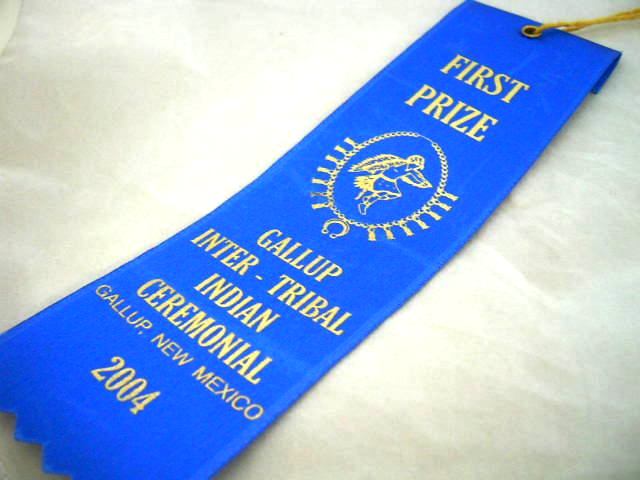 FIRST
PRIZE
GALLUP
INTER - TRIBAL
INDIAN
CEREMONIAL
GALLUP, NEW MEXICO
2004